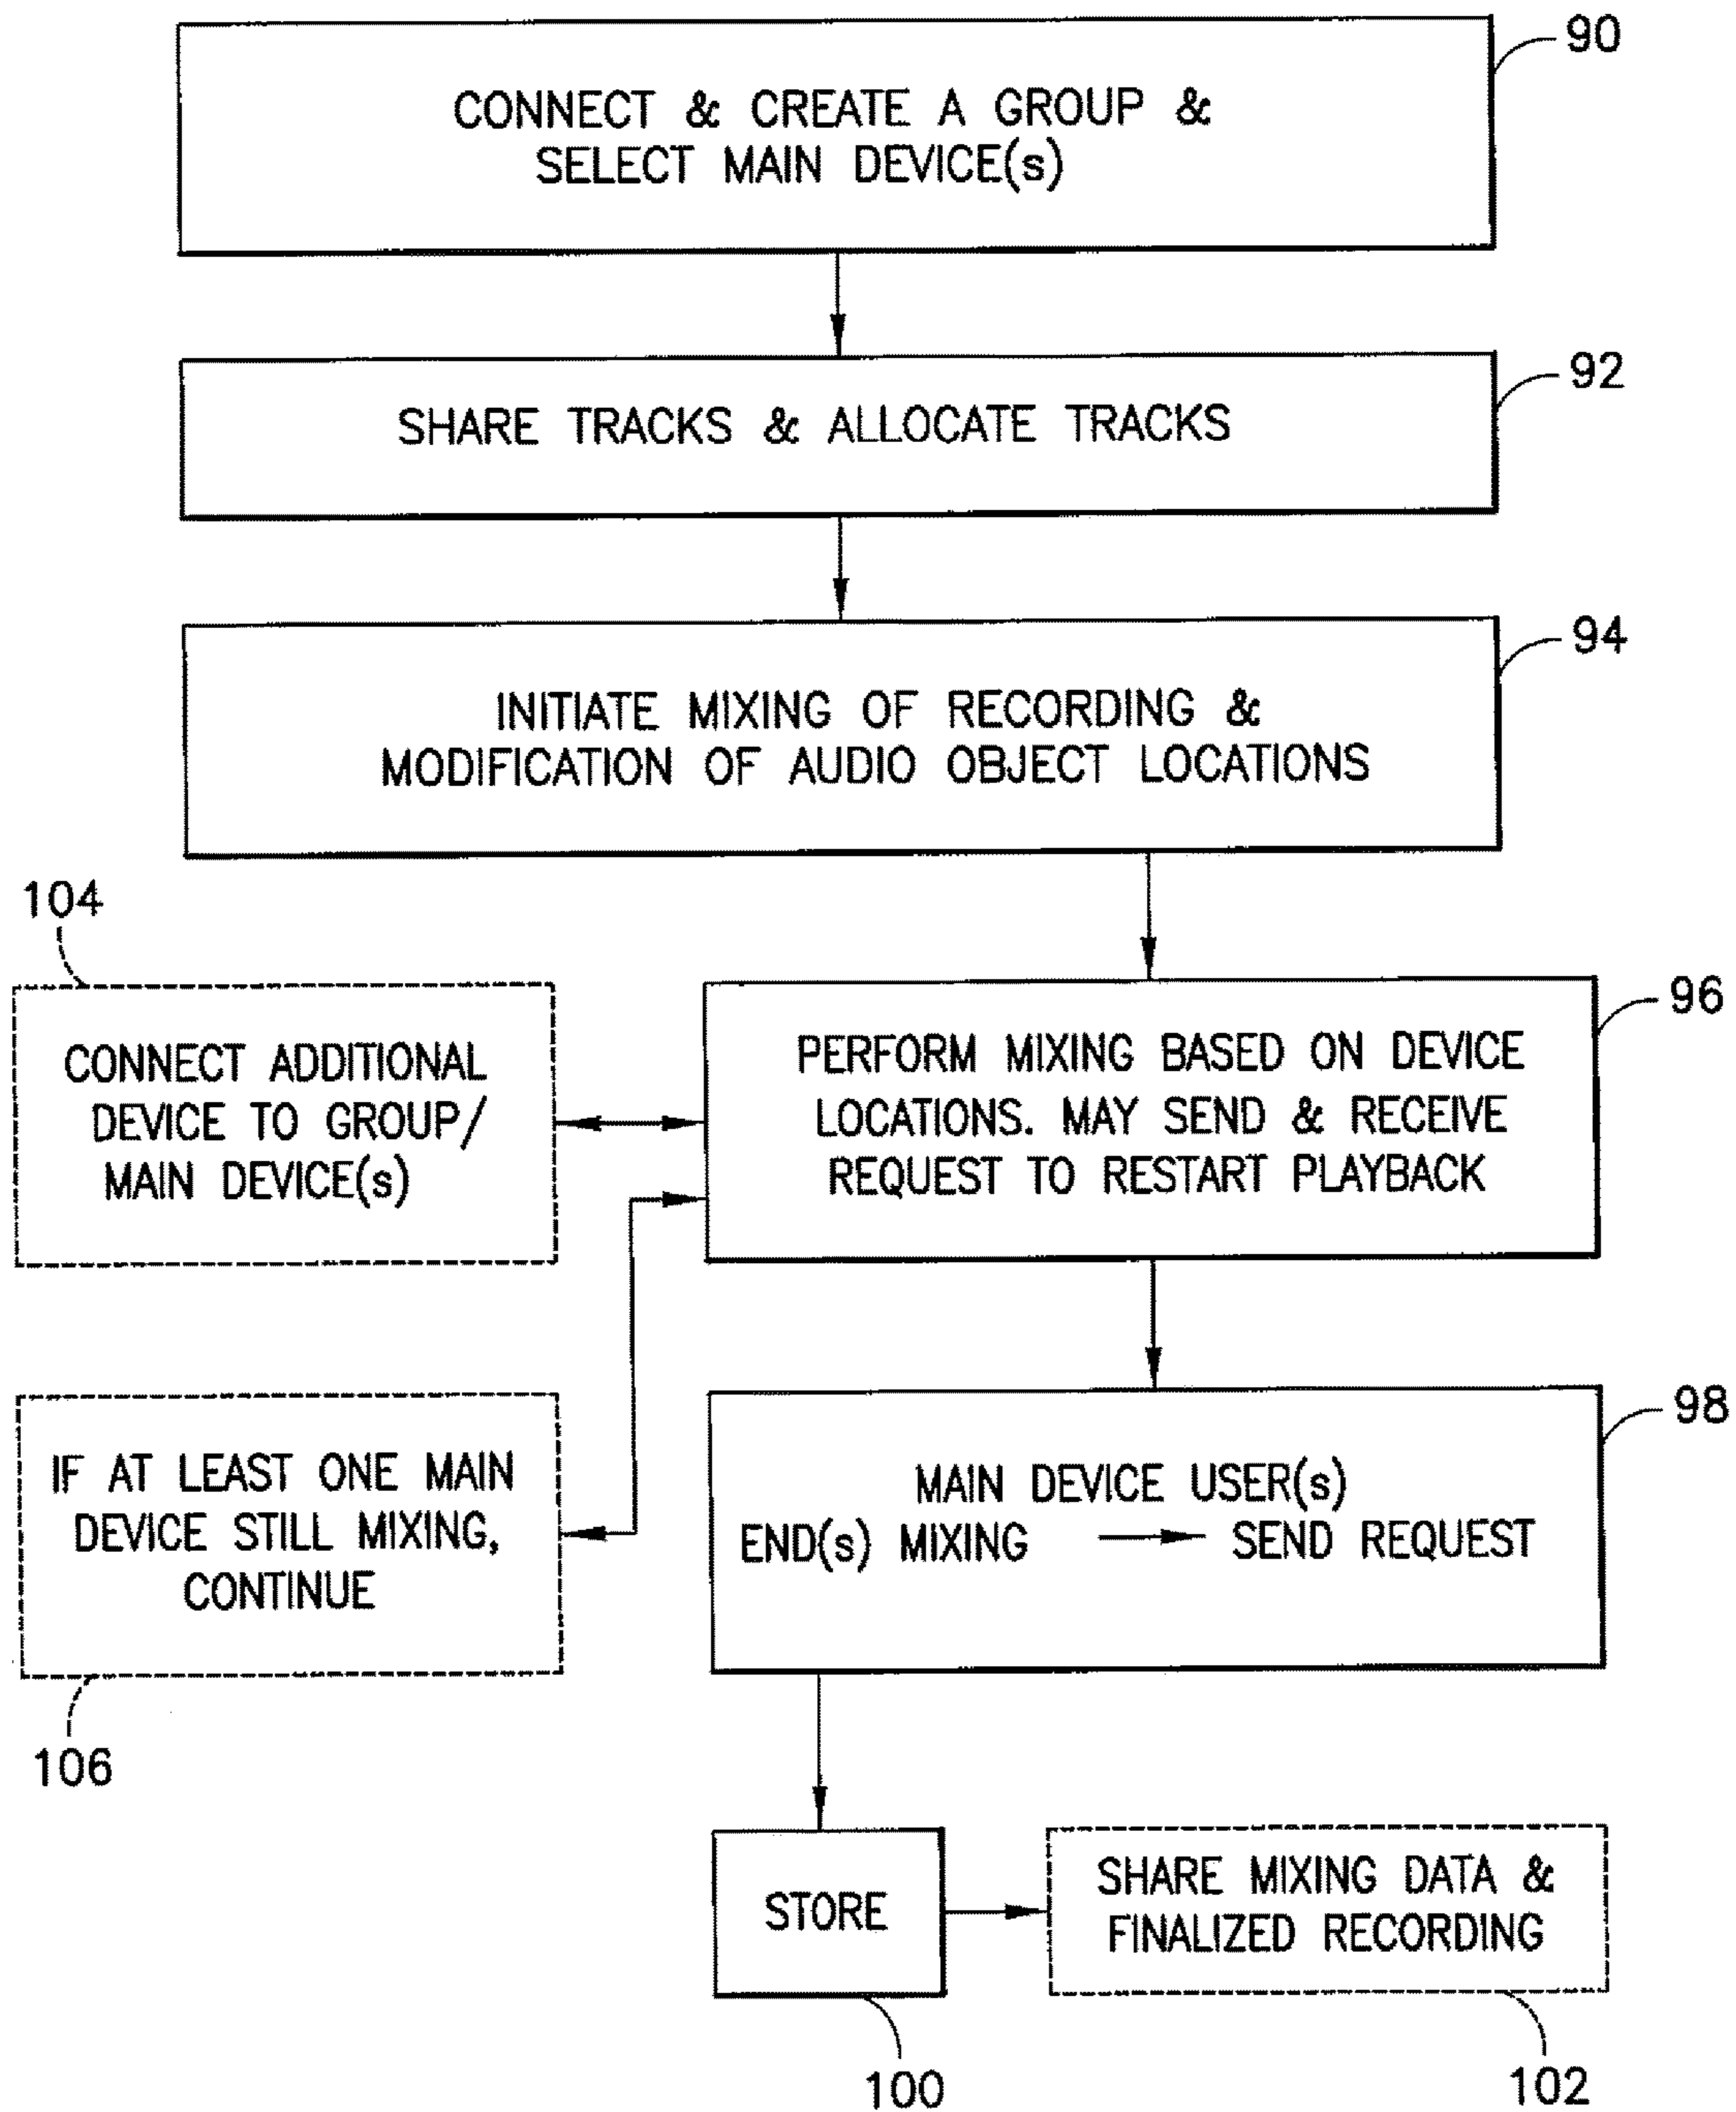 90
CONNECT & CREATE A GROUP &
SELECT MAIN DEVICE(s)
92
SHARE TRACKS & ALLOCATE TRACKS
94
INITIATE MIXING OF RECORDING &
MODIFICATION OF AUDIO OBJECT LOCATIONS
104
CONNECT ADDITIONAL
DEVICE TO GROUP/
MAIN DEVICE(s)
96
PERFORM MIXING BASED ON DEVICE
LOCATIONS. MAY SEND & RECEIVE
REQUEST TO RESTART PLAYBACK
98
MAIN DEVICE USER(s)
END(s) MIXING → SEND REQUEST
IF AT LEAST ONE MAIN
DEVICE STILL MIXING,
CONTINUE
106
STORE
100
SHARE MIXING DATA &
FINALIZED RECORDING
102